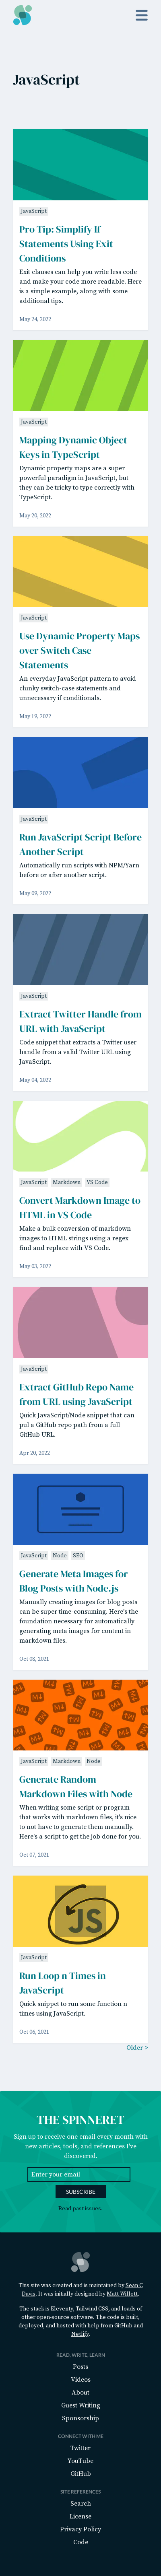 JavaScript
JavaScript
Pro Tip: Simplify If
Statements Using Exit
Conditions
Exit clauses can help you write less code
and make your code more readable. Here
is a simple example, along with some
additional tips.
May 24, 2022
JavaScript
Mapping Dynamic Object
Keys in TypeScript
Dynamic property maps are a super
powerful paradigm in JavaScript, but
they can be tricky to type correctly with
TypeScript.
May 20, 2022
JavaScript
Use Dynamic Property Maps
over Switch Case
Statements
An everyday JavaScript pattern to avoid
clunky switch-case statements and
unnecessary if conditionals.
May 19, 2022
JavaScript
Run JavaScript Script Before
Another Script
Automatically run scripts with NPM/Yarn
before or after another script.
May 09, 2022
JavaScript
Extract Twitter Handle from
URL with JavaScript
Code snippet that extracts a Twitter user
handle from a valid Twitter URL using
JavaScript.
May 04, 2022
JavaScript Markdown VS Code
Convert Markdown Image to
HTML in VS Code
Make a bulk conversion of markdown
images to HTML strings using a regex
find and replace with VS Code.
May 03, 2022
JavaScript
Extract GitHub Repo Name
from URL using JavaScript
Quick JavaScript/Node snippet that can
pull a GitHub repo path from a full
GitHub URL.
Apr 20, 2022
JavaScript Node SEO
Generate Meta Images for
Blog Posts with Node.js
Manually creating images for blog posts
can be super time-consuming. Here's the
foundation necessary for automatically
generating meta images for content in
markdown files.
Oct 08, 2021
JavaScript Markdown Node
Generate Random
Markdown Files with Node
When writing some script or program
that works with markdown files, it's nice
to not have to generate them manually.
Here's a script to get the job done for you.
Oct 07, 2021
JS
JavaScript
Run Loop n Times in
JavaScript
Quick snippet to run some function n
times using JavaScript.
Oct 06, 2021
Older >
THE SPINNERET
Sign up to receive one email every month with
new articles, tools, and references I've
discovered.
Enter your email
SUBSCRIBE
Read past issues.
This site was created and is maintained by Sean C
Davis. It was initially designed by Matt Willett.
The stack is Eleventy, Tailwind CSS, and loads of
other open-source software. The code is built,
deployed, and hosted with help from GitHub and
Netlify.
READ, WRITE, LEARN
Posts
Videos
About
Guest Writing
Sponsorship
CONNECT WITH ME
Twitter
YouTube
GitHub
SITE REFERENCES
Search
License
Privacy Policy
Code